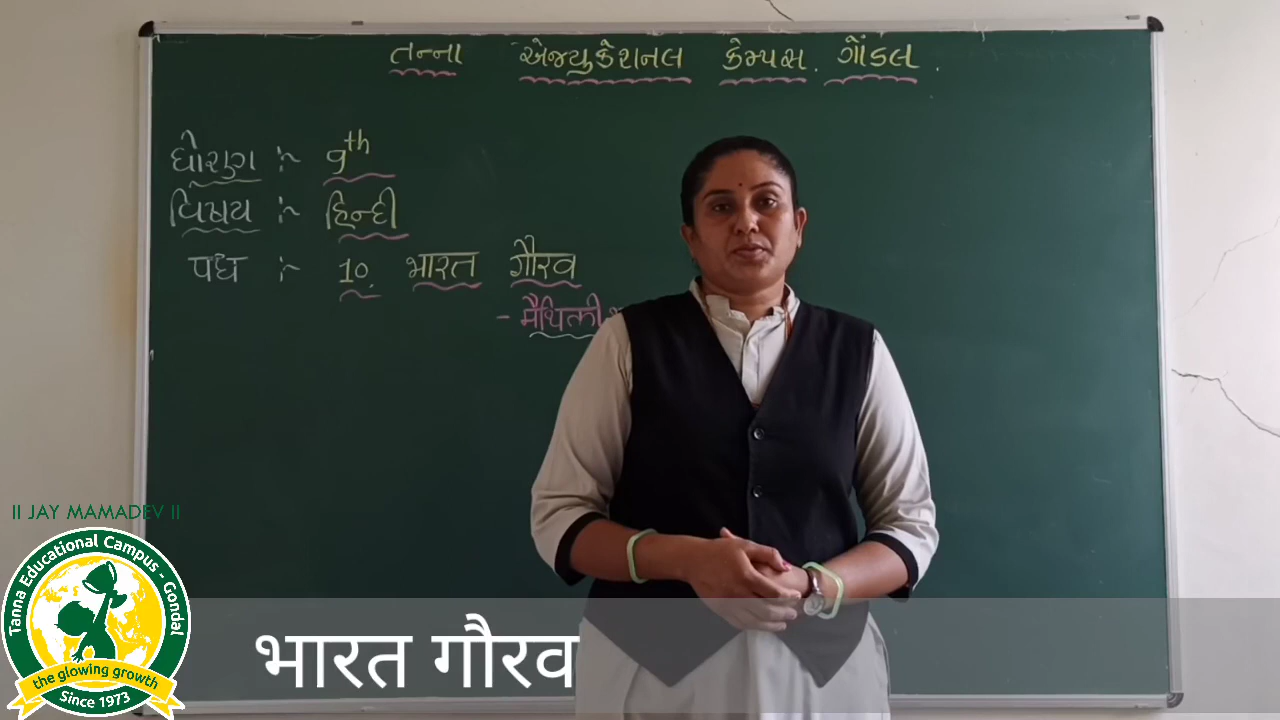 તન્ના એજ્યુકેશનલ કેમ્પસ. ગોંડલ.
ધોરણ :- 9th
વિષય :- હિન્દી
પદ્ય :- 10. भारत गौरव
- मैथिली
II JAY MAMADEV II
Tanna Educational Campus - Gondal
the glowing growth
Since 1973
भारत गौरव